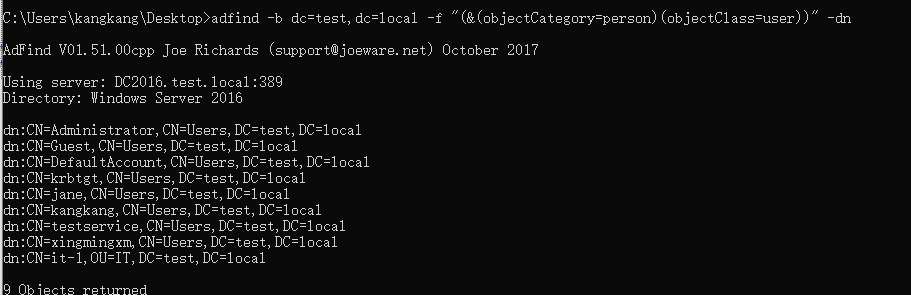 C:\Users\kangkang\Desktop>adfind -b dc=test,dc=local -f "(&(objectCategory=person)(objectClass=user))" -dn
AdFind V01.51.00cpp Joe Richards (support@joeware.net) October 2017
Using server: DC2016.test.local:389
Directory: Windows Server 2016
dn:CN=Administrator,CN=Users,DC=test,DC=local
dn:CN=Guest,CN=Users,DC=test,DC=local
dn:CN=DefaultAccount,CN=Users,DC=test,DC=local
dn:CN=krbtgt,CN=Users,DC=test,DC=local
dn:CN=jane,CN=Users,DC=test,DC=local
dn:CN=kangkang,CN=Users,DC=test,DC=local
dn:CN=testservice,CN=Users,DC=test,DC=local
dn:CN=xingmingxm,CN=Users,DC=test,DC=local
dn:CN=it-1,OU=IT,DC=test,DC=local
9 Objects returned